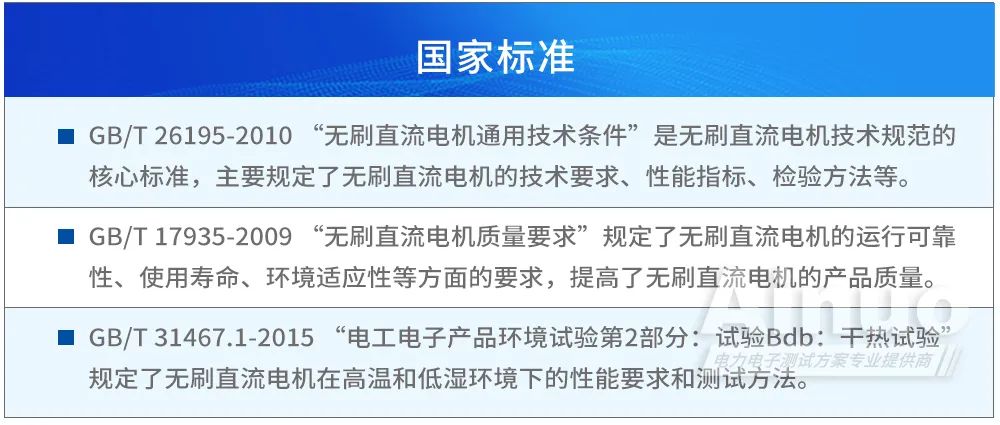 国家标准
GB/T 26195-2010 “无刷直流电机通用技术条件”是无刷直流电机技术规范的
核心标准，主要规定了无刷直流电机的技术要求、性能指标、检验方法等。
GB/T 17935-2009 “无刷直流电机质量要求”规定了无刷直流电机的运行可靠
性、使用寿命、环境适应性等方面的要求，提高了无刷直流电机的产品质量。
GB/T 31467.1-2015 “电工电子产品环境试验第2部分：试验Bdb：干热试验”
规定了无刷直流电机在高温和低湿环境下的性能要求和测试方法。
Ainuo
电力电子测试方案专业提供商